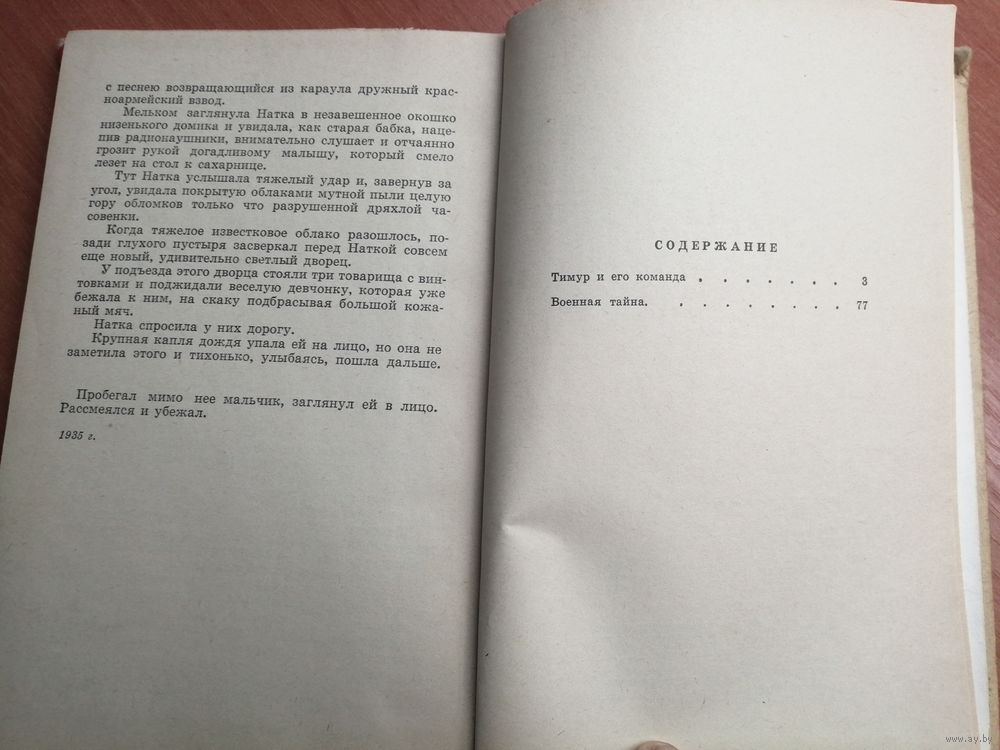 с песнею возвращающийся из караула дружный крас-
ноармейский взвод.
Мельком заглянула Натка в незавешенное окошко
низенького домика и увидала, как старая бабка, наце-
пив радионаушники, внимательно слушает и отчаянно
грозит рукой догадливому малышу, который смело
лезет на стол к сахарнице.
Тут Натка услышала тяжелый удар и, завернув за
угол, увидала покрытую облаками мутной пыли целую
гору обломков только что разрушенной дряхлой ча-
совенки.
Когда тяжелое известковое облако разошлось, по-
зади глухого пустыря засверкал перед Наткой совсем
еще новый, удивительно светлый дворец.
У подъезда этого дворца стояли три товарища с вин-
товками и поджидали веселую девчонку, которая уже
бежала к ним, на скаку подбрасывая большой кожа-
ный мяч.
Натка спросила у них дорогу.
Крупная капля дождя упала ей на лицо, но она не
заметила этого и тихонько, улыбаясь, пошла дальше.
Пробегал мимо нее мальчик, заглянул ей в лицо.
Рассмеялся и убежал.
1935 г.
СОДЕРЖАНИЕ
Тимур и его команда . . . . . . . 3
Военная тайна. . . . . . . . . 77
www.ay.by